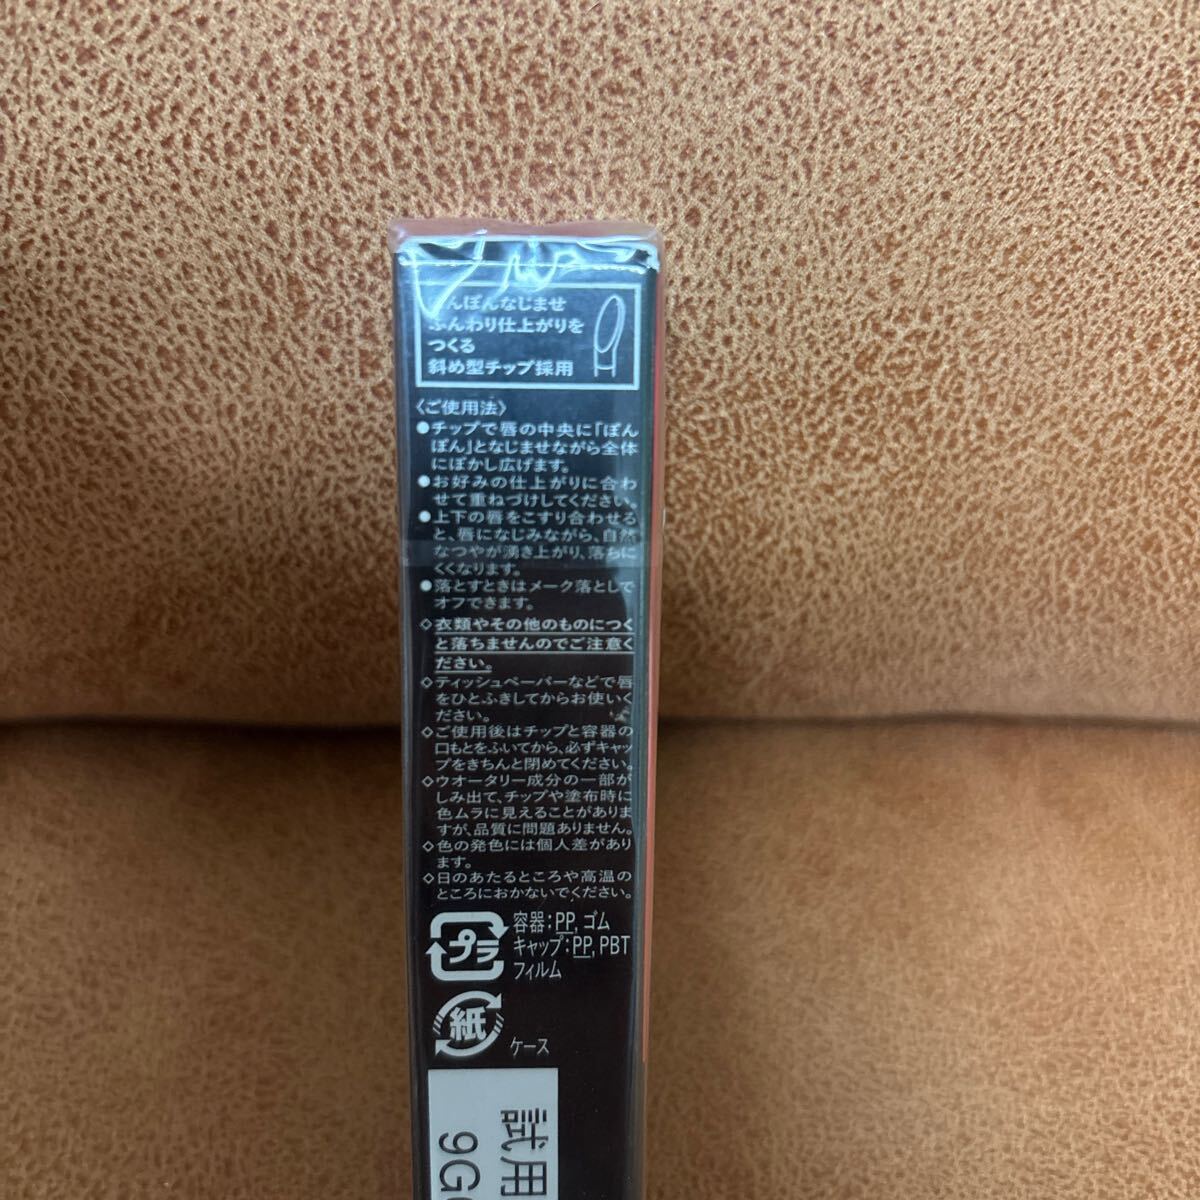 ぽんぽんなじませ
ふんわり仕上がりを
つくる
斜め型チップ採用
〈ご使用法〉
●チップで唇の中央に「ぽん
ぽん」となじませながら全体
にぼかし広げます。
●お好みの仕上がりに合わ
せて重ねづけしてください。
●上下の唇をこすり合わせる
と、唇になじみながら、自然
なつやが湧き上がり、落ちに
くくなります。
●落とすときはメーク落としで
オフできます。
◇衣類やその他のものにつく
と落ちませんのでご注意く
ださい。
◇ティッシュペーパーなどで唇
をひとふきしてからお使いく
ださい。
◇ご使用後はチップと容器の
口もとをふいてから、必ずキャッ
プをきちんと閉めてください。
◇ウオータリー成分の一部が
しみ出て、チップや塗布時に
色ムラに見えることがありま
すが、品質に問題ありません。
◇色の発色には個人差があり
ます。
◇日のあたるところや高温の
ところにおかないでください。
プラ
容器:PP, ゴム
キャップ:PP, PBT
フィルム
紙
ケース
試用
9G